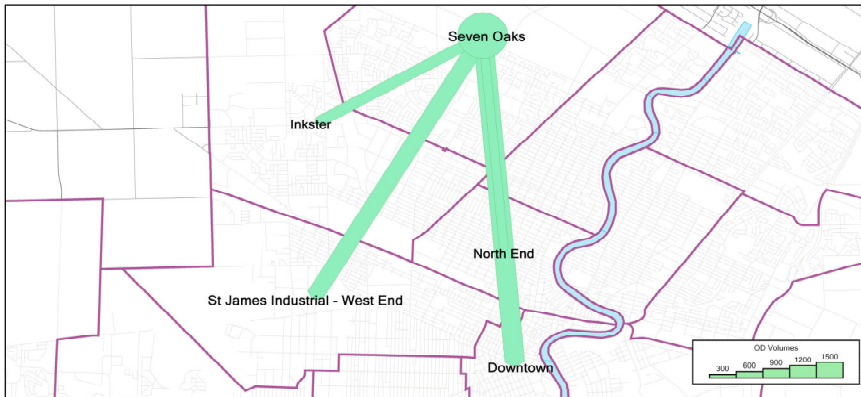 Seven Oaks
Inkster
North End
St James Industrial - West End
Downtown
OD Volumes
300 600 900 1200 1500